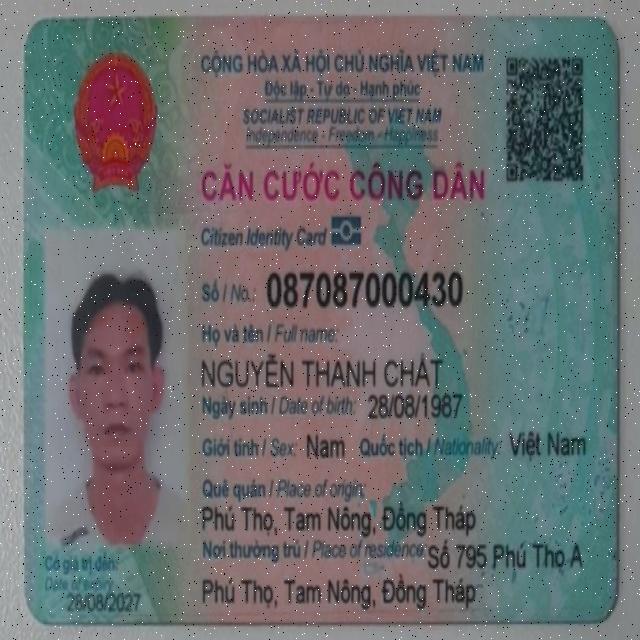 CỘNG HÒA XÃ HỘI CHỦ NGHĨA VIỆT NAM
Độc lập - Tự do - Hạnh phúc
SOCIALIST REPUBLIC OF VIET NAM
Independence - Freedom - Happiness
CĂN CƯỚC CÔNG DÂN
Citizen Identity Card
Số / No.: 087087000430
Họ và tên / Full name:
NGUYỄN THANH CHẤT
Ngày sinh / Date of birth: 28/08/1987
Giới tính / Sex: Nam Quốc tịch / Nationality: Việt Nam
Quê quán / Place of origin:
Phú Thọ, Tam Nông, Đồng Tháp
Nơi thường trú / Place of residence: Số 795 Phú Thọ A
Phú Thọ, Tam Nông, Đồng Tháp
Có giá trị đến:
Date of expiry
28/08/2027